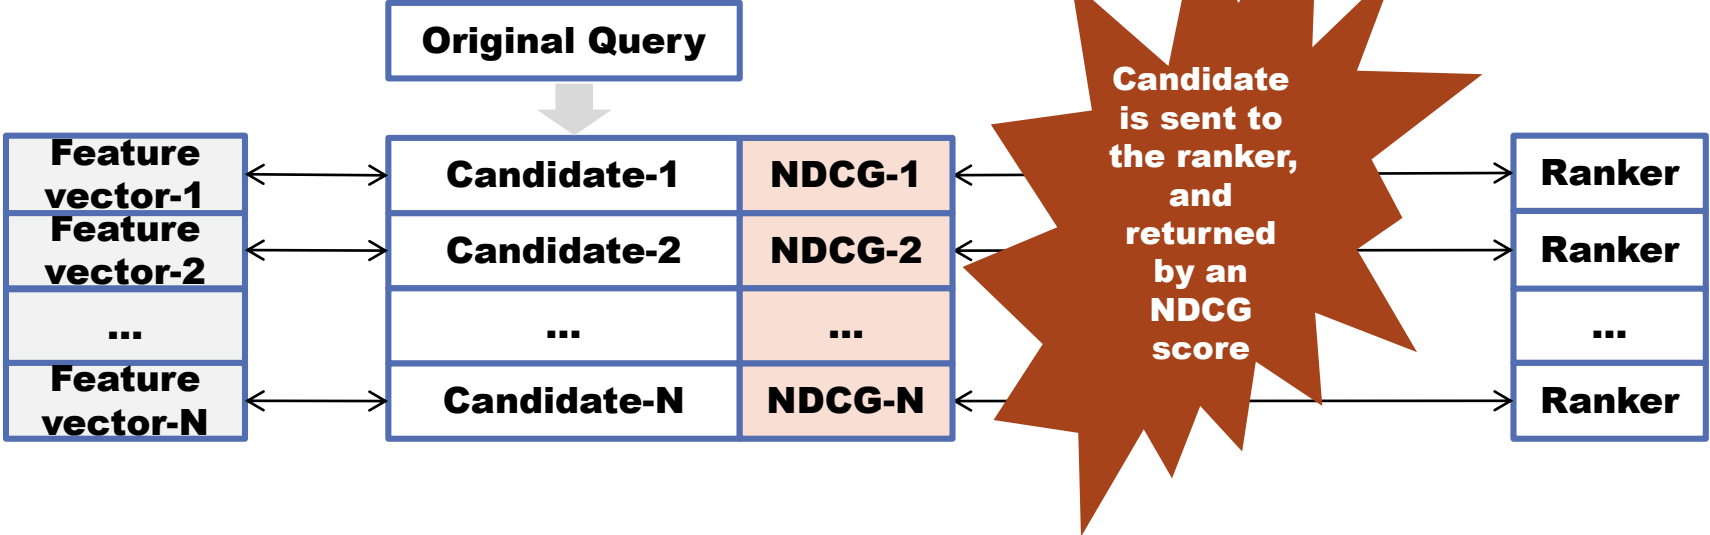 Original Query
Candidate
is sent to
the ranker,
and
returned
by an
NDCG
score
Feature
vector-1
Candidate-1
NDCG-1
Ranker
Feature
vector-2
Candidate-2
NDCG-2
Ranker
...
...
...
...
Feature
vector-N
Candidate-N
NDCG-N
Ranker